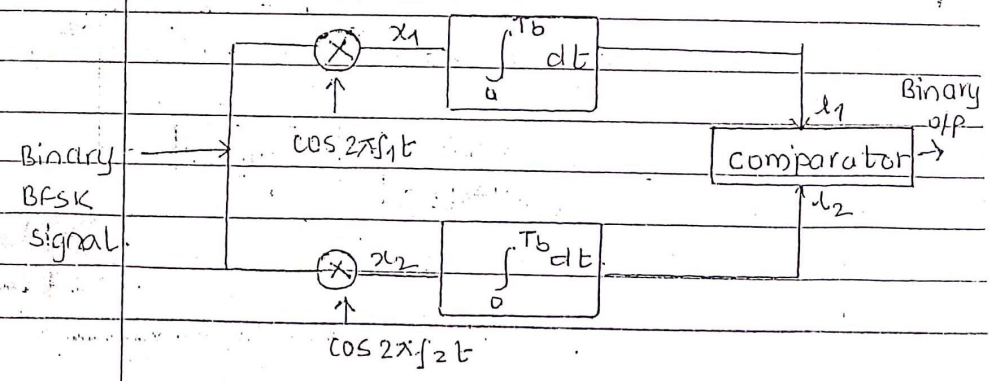 x1
∫ Tb dt
0
Binary
o/p
l1
cos 2πf1t
Binary
BFSK
signal.
comparator
l2
x2
∫ Tb dt
0
cos 2πf2t